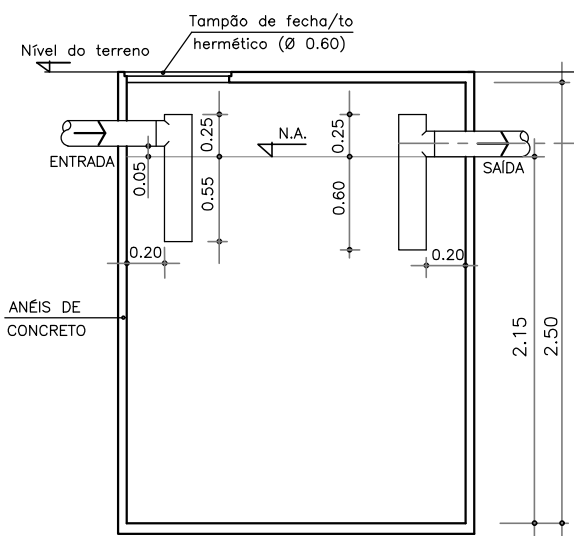 Tampão de fecha/to
hermético (Ø 0.60)
Nível do terreno
ENTRADA
0.05
0.25
0.55
N.A.
0.25
0.60
SAÍDA
0.20
0.20
ANÉIS DE
CONCRETO
2.15
2.50